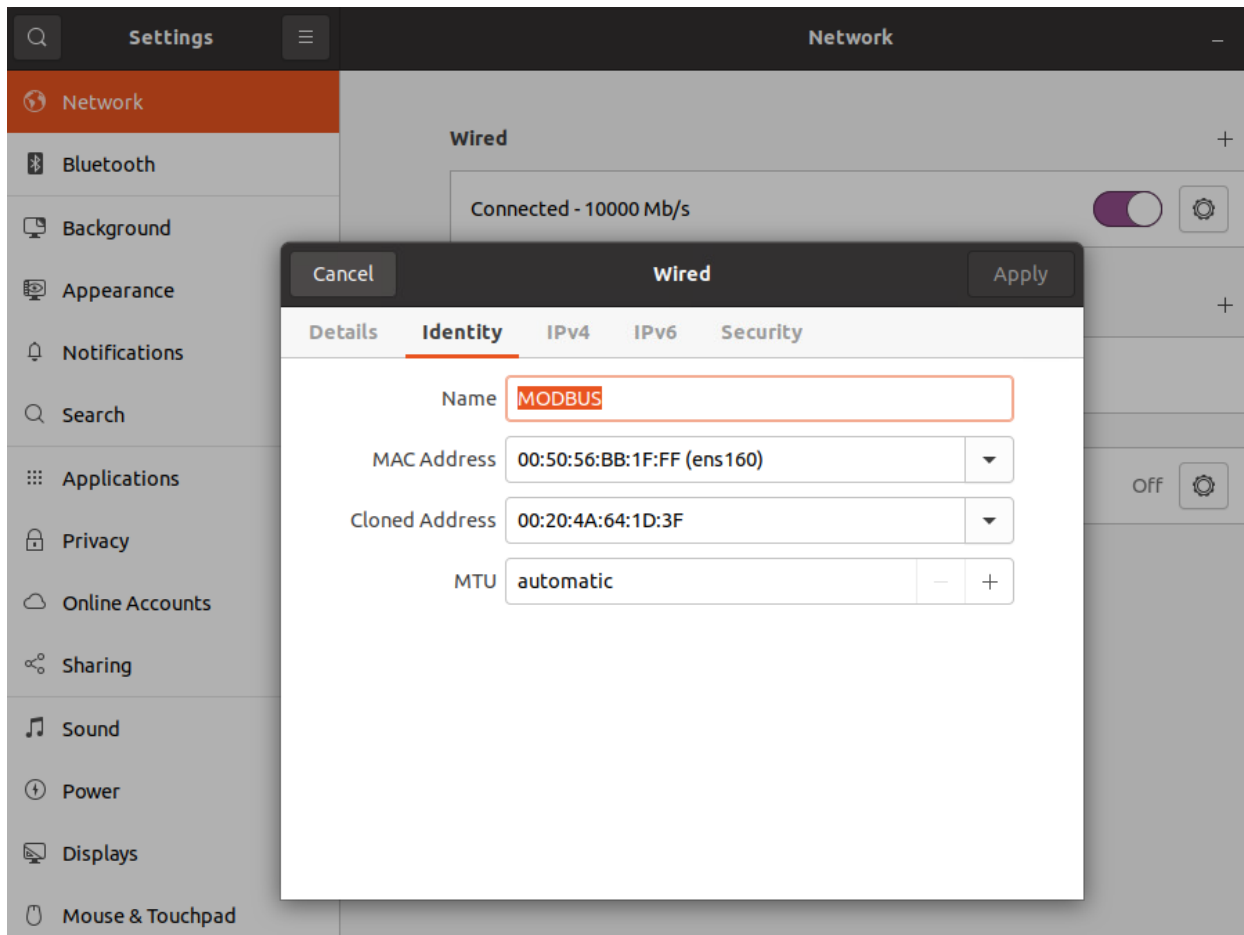 Settings
Network
Network
Bluetooth
Background
Appearance
Notifications
Search
Applications
Privacy
Online Accounts
Sharing
Sound
Power
Displays
Mouse & Touchpad
Wired
Connected - 10000 Mb/s
Off
Cancel
Wired
Apply
Details Identity IPv4 IPv6 Security
Name MODBUS
MAC Address 00:50:56:BB:1F:FF (ens160)
Cloned Address 00:20:4A:64:1D:3F
MTU automatic